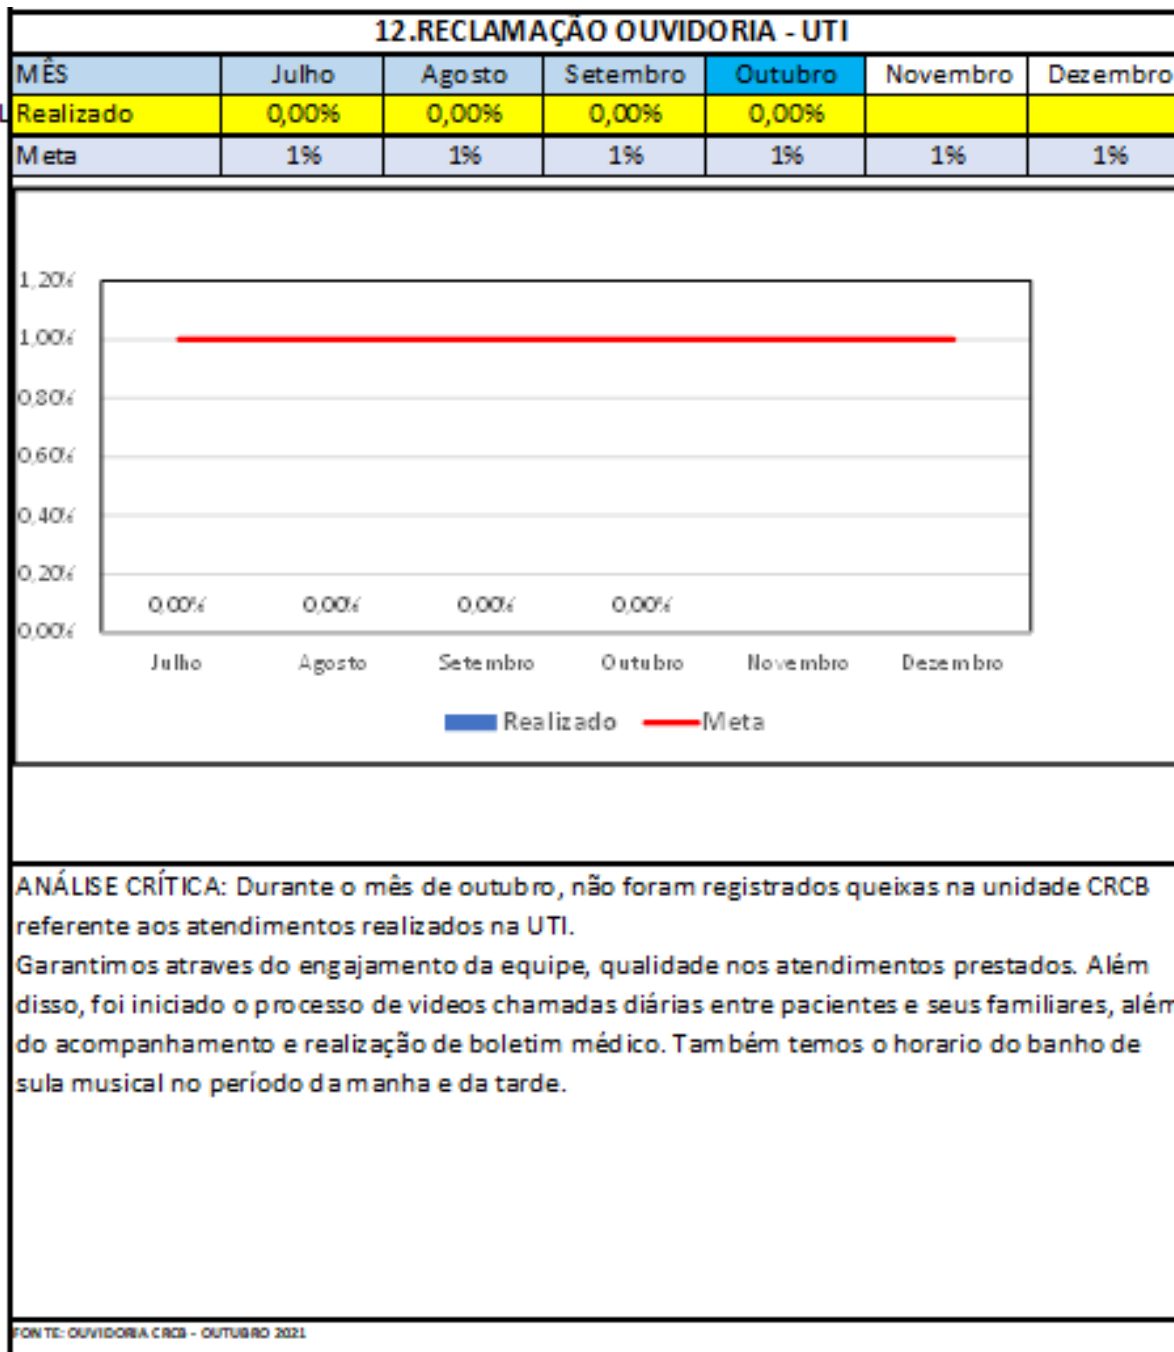 12.RECLAMAÇÃO OUVIDORIA - UTI
MÊS Julho Agosto Setembro Outubro Novembro Dezembro
Realizado 0,00% 0,00% 0,00% 0,00%
Meta 1% 1% 1% 1% 1% 1%
1,20%
1,00%
0,80%
0,60%
0,40%
0,20%
0,00% 0,00% 0,00% 0,00%
0,00%
Julho Agosto Setembro Outubro Novembro Dezembro
Realizado Meta
ANÁLISE CRÍTICA: Durante o mês de outubro, não foram registrados queixas na unidade CRCB
referente aos atendimentos realizados na UTI.
Garantimos atraves do engajamento da equipe, qualidade nos atendimentos prestados. Além
disso, foi iniciado o processo de videos chamadas diárias entre pacientes e seus familiares, além
do acompanhamento e realização de boletim médico. Também temos o horario do banho de
sula musical no período da manha e da tarde.
FONTE: OUVIDORIA CRCB - OUTUBRO 2021